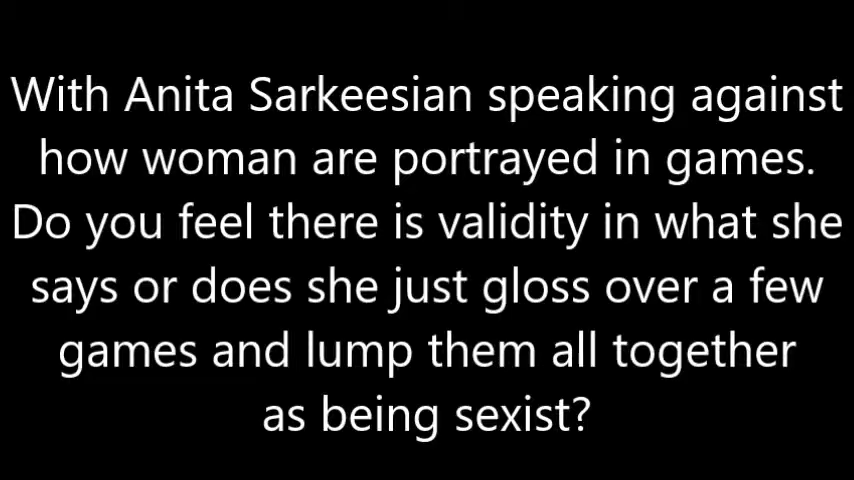 With Anita Sarkeesian speaking against
how woman are portrayed in games.
Do you feel there is validity in what she
says or does she just gloss over a few
games and lump them all together
as being sexist?